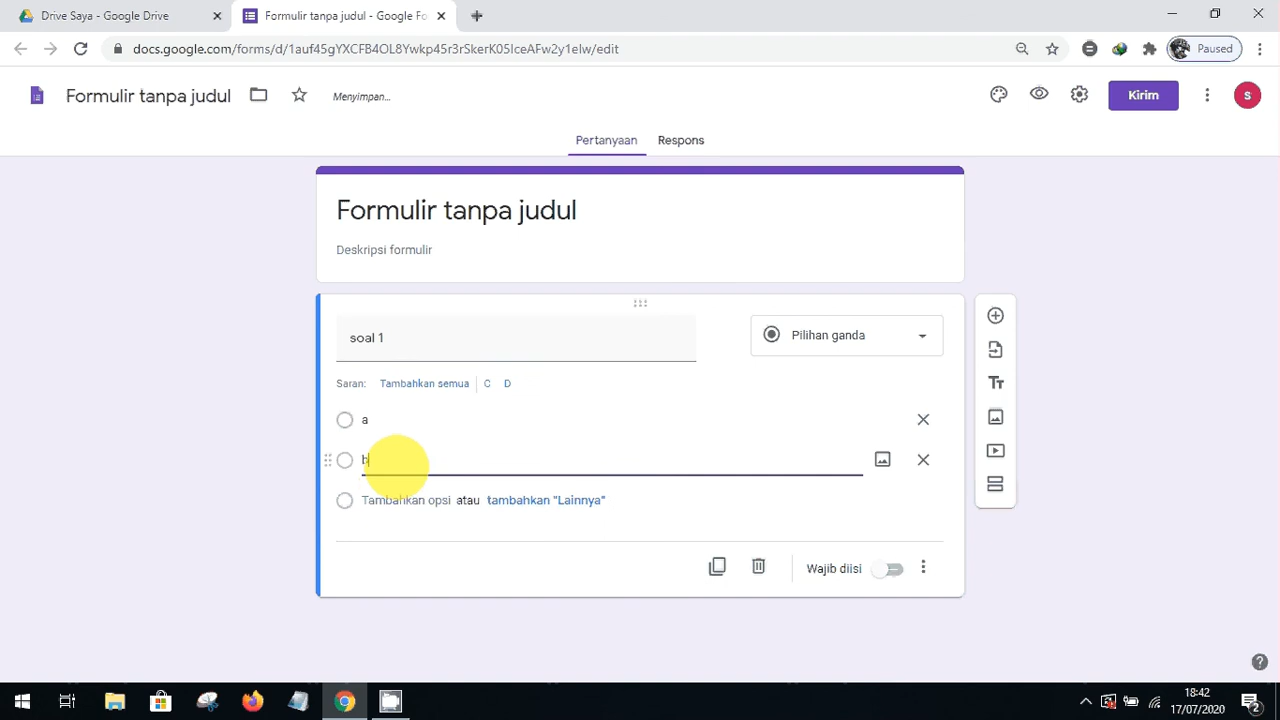 Drive Saya - Google Drive
Formulir tanpa judul - Google Fo
docs.google.com/forms/d/1auf45gYXCFB4OL8Ywkp45r3rSkerK05IceAFw2y1elw/edit
Paused
Formulir tanpa judul
Menyimpan...
Kirim
S
Pertanyaan
Respons
Formulir tanpa judul
Deskripsi formulir
soal 1
Pilihan ganda
Saran: Tambahkan semua C D
a
b
Tambahkan opsi atau tambahkan "Lainnya"
Wajib diisi
18:42
17/07/2020
2